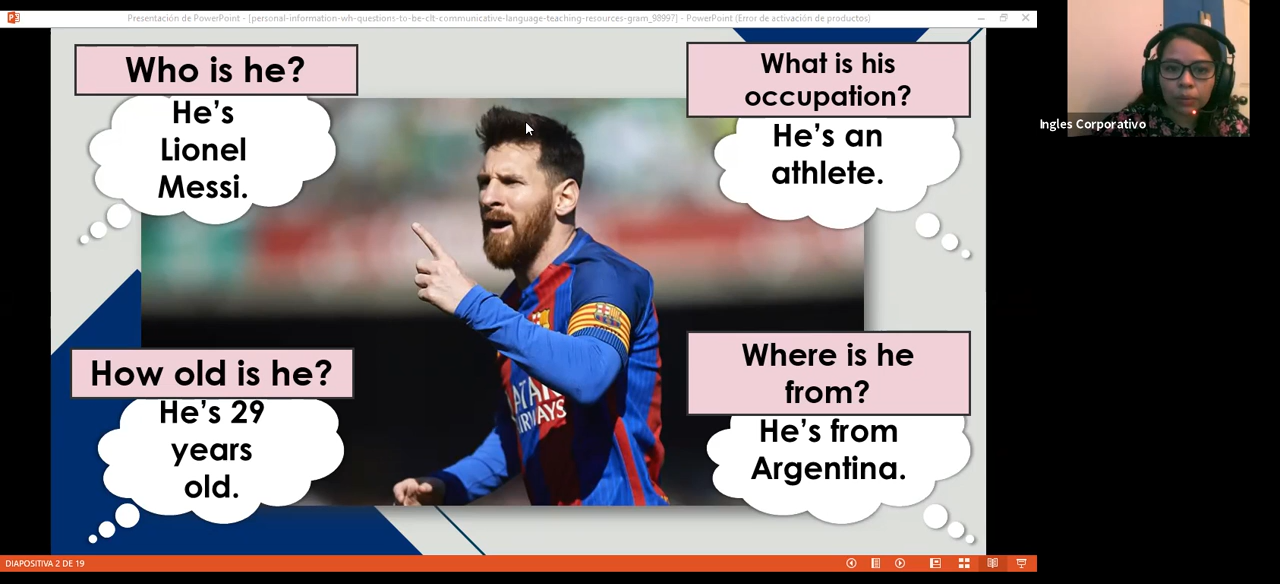 Presentación de PowerPoint - [personal-information-wh-questions-to-be-clt-communicative-language-teaching-resources-gram_98997] - PowerPoint (Error de activación de productos)
Who is he?
He's
Lionel
Messi.
What is his
occupation?
He's an
athlete.
Ingles Corporativo
How old is he?
He's 29
years
old.
Where is he
from?
He's from
Argentina.
DIAPOSITIVA 2 DE 19